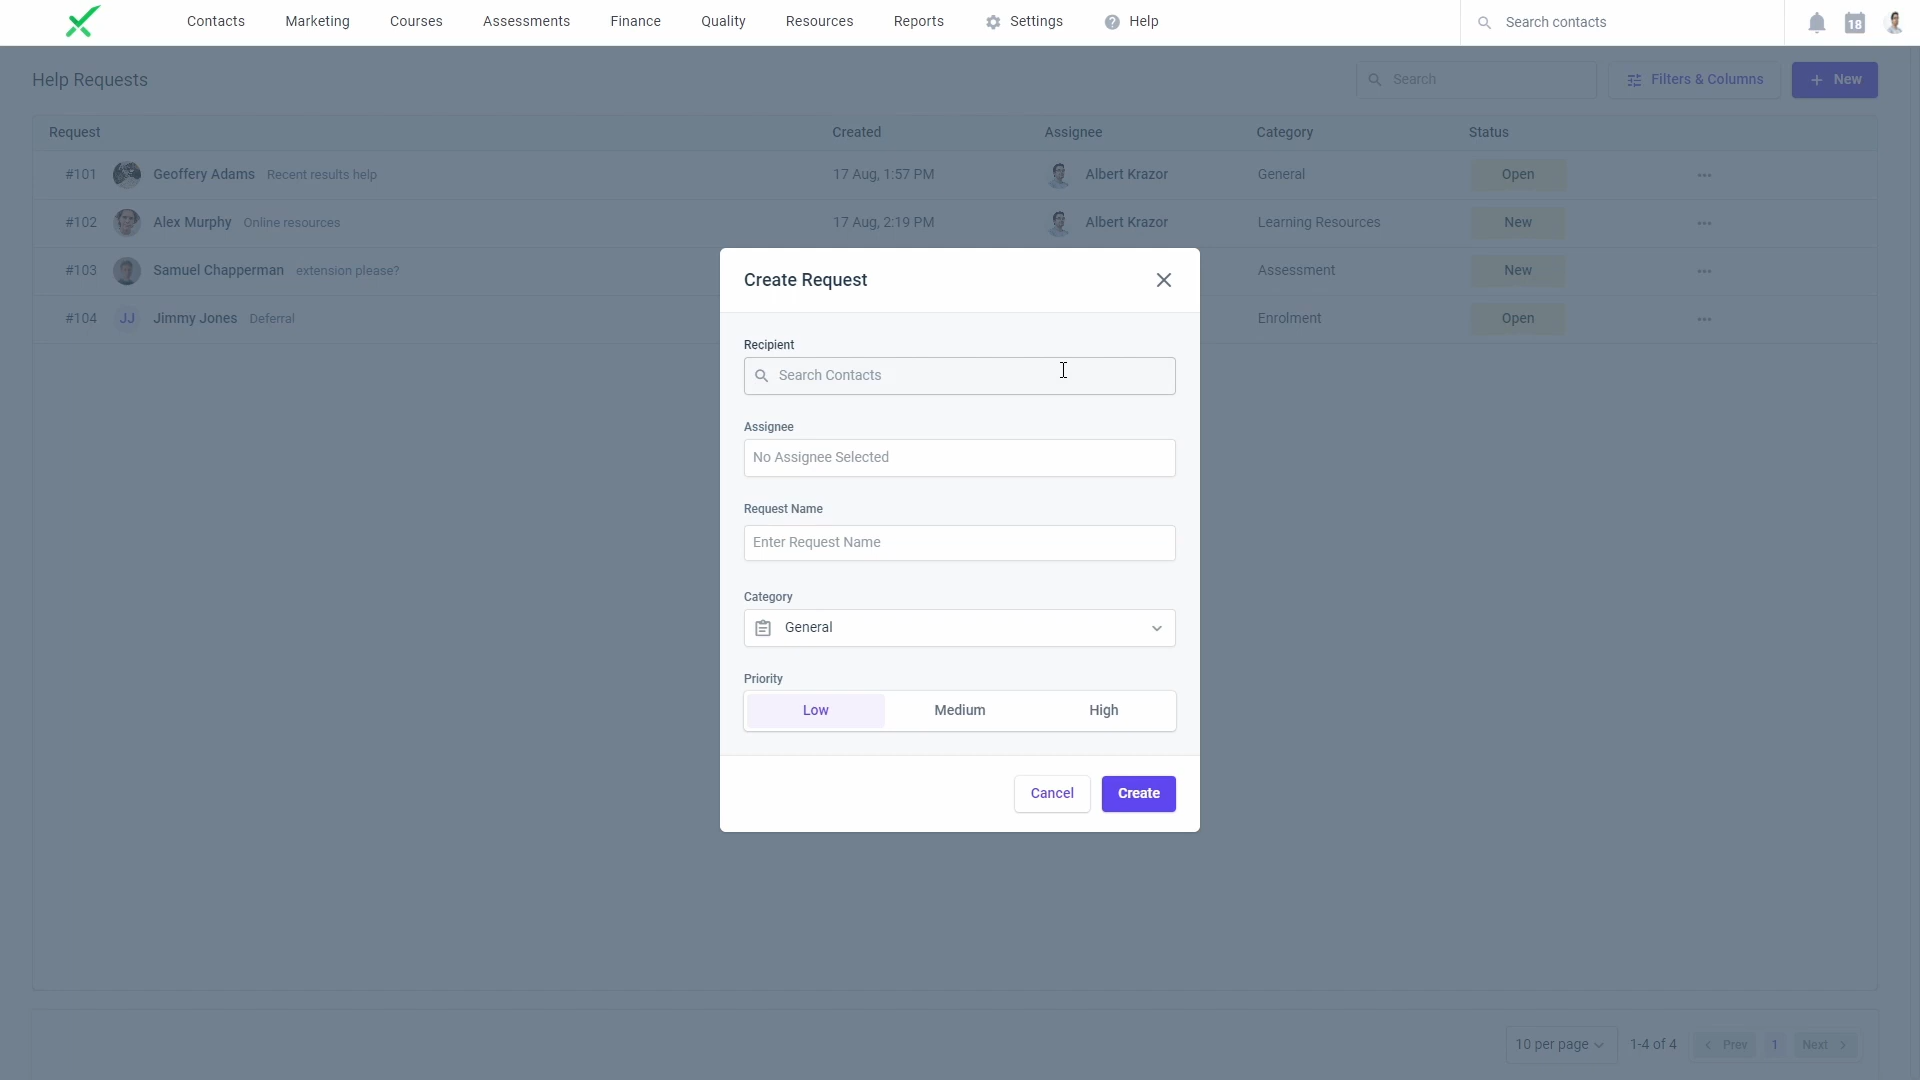 Contacts Marketing Courses Assessments Finance Quality Resources Reports Settings Help Search contacts 18
Help Requests Search Filters & Columns + New
Request Created Assignee Category Status
#101 Geoffery Adams Recent results help 17 Aug, 1:57 PM Albert Krazor General Open
#102 Alex Murphy Online resources 17 Aug, 2:19 PM Albert Krazor Learning Resources New
#103 Samuel Chapperman extension please? Assessment New
#104 JJ Jimmy Jones Deferral Enrolment Open
Create Request
Recipient
Search Contacts
Assignee
No Assignee Selected
Request Name
Enter Request Name
Category
General
Priority
Low Medium High
Cancel Create
10 per page 1-4 of 4 Prev 1 Next